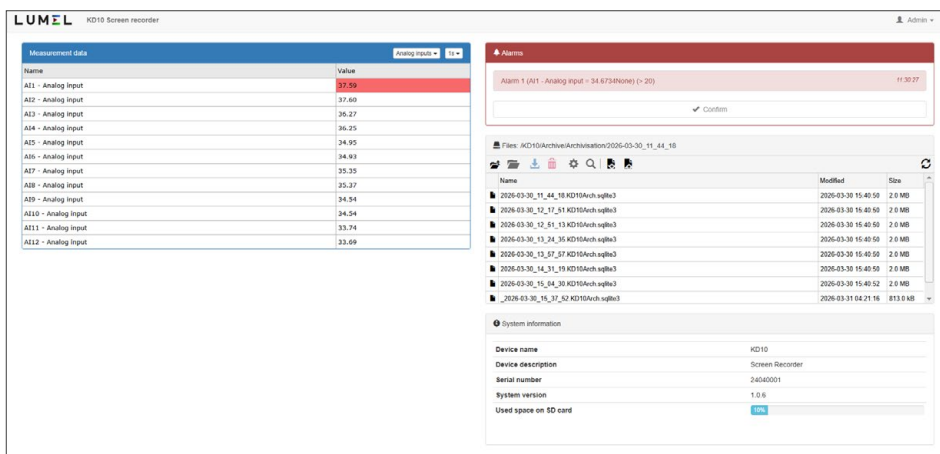 LUMEL KD10 Screen recorder Admin
Measurement data Analog inputs 1s
Name Value
AI1 - Analog input 37.59
AI2 - Analog input 37.60
AI3 - Analog input 36.27
AI4 - Analog input 36.25
AI5 - Analog input 34.95
AI6 - Analog input 34.93
AI7 - Analog input 35.35
AI8 - Analog input 35.37
AI9 - Analog input 34.54
AI10 - Analog input 34.54
AI11 - Analog input 33.74
AI12 - Analog input 33.69
Alarms
Alarm 1 (AI1 - Analog input = 34.6734None) (> 20) 11:30:27
Confirm
Files: /KD10/Archive/Archivisation/2026-03-30_11_44_18
Name Modified Size
2026-03-30_11_44_18.KD10Arch.sqlite3 2026-03-30 15:40:50 2.0 MB
2026-03-30_12_17_51.KD10Arch.sqlite3 2026-03-30 15:40:50 2.0 MB
2026-03-30_12_51_13.KD10Arch.sqlite3 2026-03-30 15:40:50 2.0 MB
2026-03-30_13_24_35.KD10Arch.sqlite3 2026-03-30 15:40:50 2.0 MB
2026-03-30_13_57_57.KD10Arch.sqlite3 2026-03-30 15:40:50 2.0 MB
2026-03-30_14_31_19.KD10Arch.sqlite3 2026-03-30 15:40:50 2.0 MB
2026-03-30_15_04_30.KD10Arch.sqlite3 2026-03-30 15:40:52 2.0 MB
_2026-03-30_15_37_52.KD10Arch.sqlite3 2026-03-31 04:21:16 813.0 kB
System information
Device name KD10
Device description Screen Recorder
Serial number 24040001
System version 1.0.6
Used space on SD card 10%